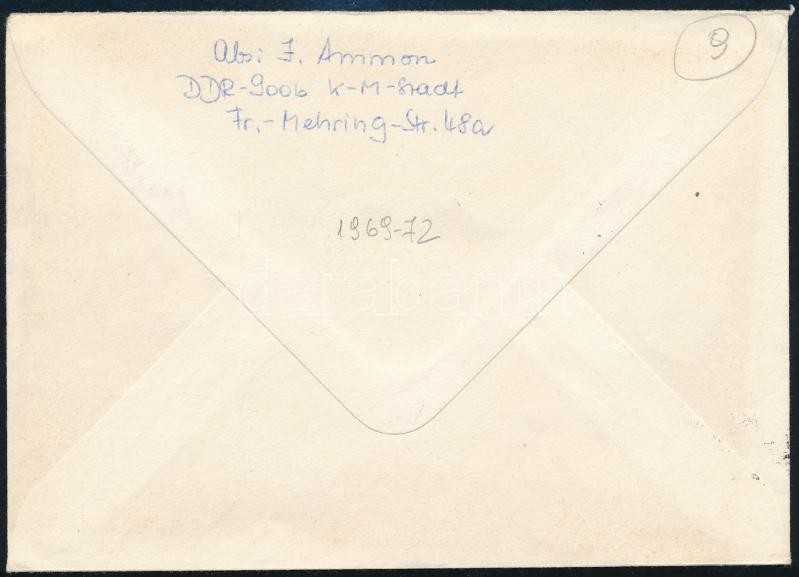 Abs: J. Ammon
DDR-9006 K-M-Stadt
Fr.-Mehring-Str. 48a
9
1969-72
darabanth